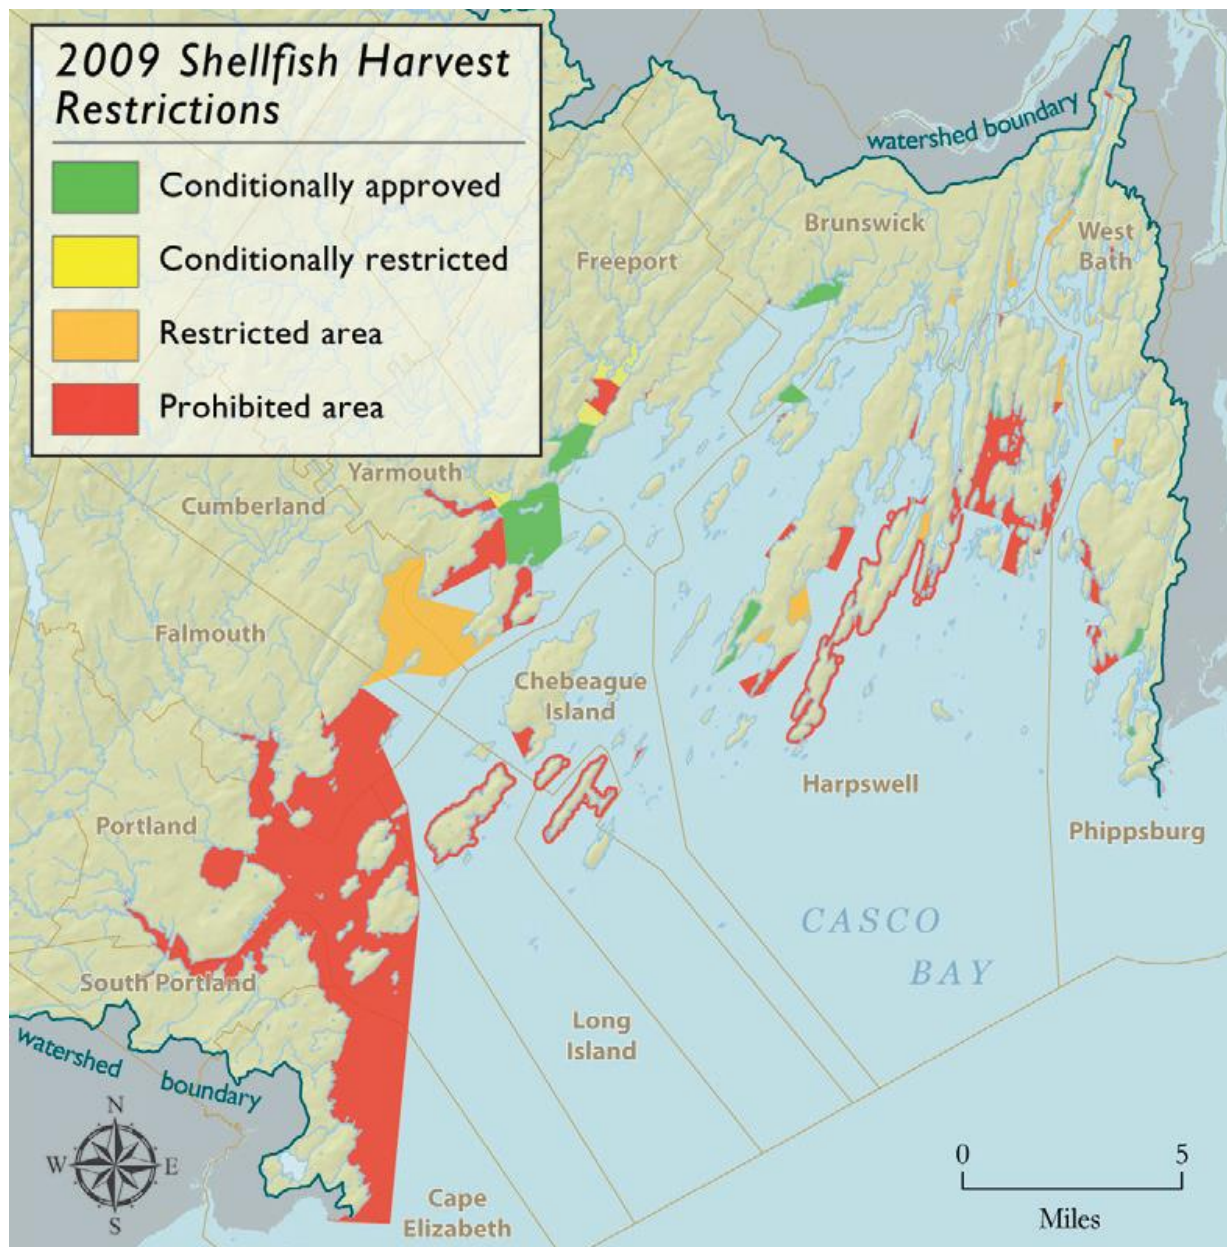 2009 Shellfish Harvest
Restrictions
Conditionally approved
Conditionally restricted
Restricted area
Prohibited area
watershed boundary
Brunswick
West
Bath
Freeport
Yarmouth
Cumberland
Falmouth
Chebeague
Island
Harpswell
Portland
Phippsburg
CASCO
BAY
South Portland
Long
Island
watershed boundary
N
W E
S
Cape
Elizabeth
0 5
Miles